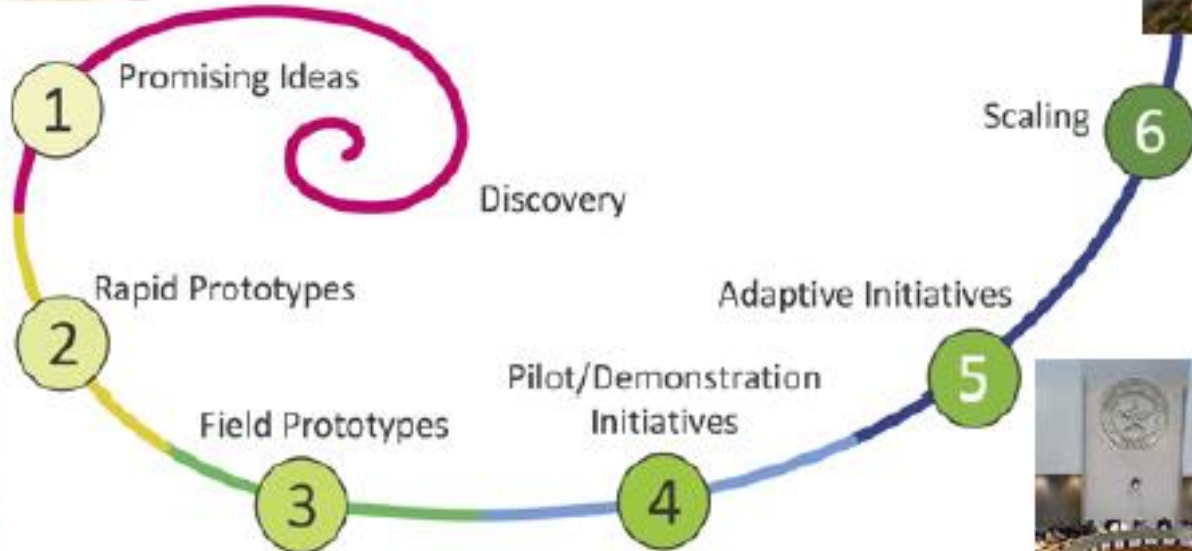 1
Promising Ideas
Discovery
2
Rapid Prototypes
3
Field Prototypes
4
Pilot/Demonstration
Initiatives
5
Adaptive Initiatives
6
Scaling